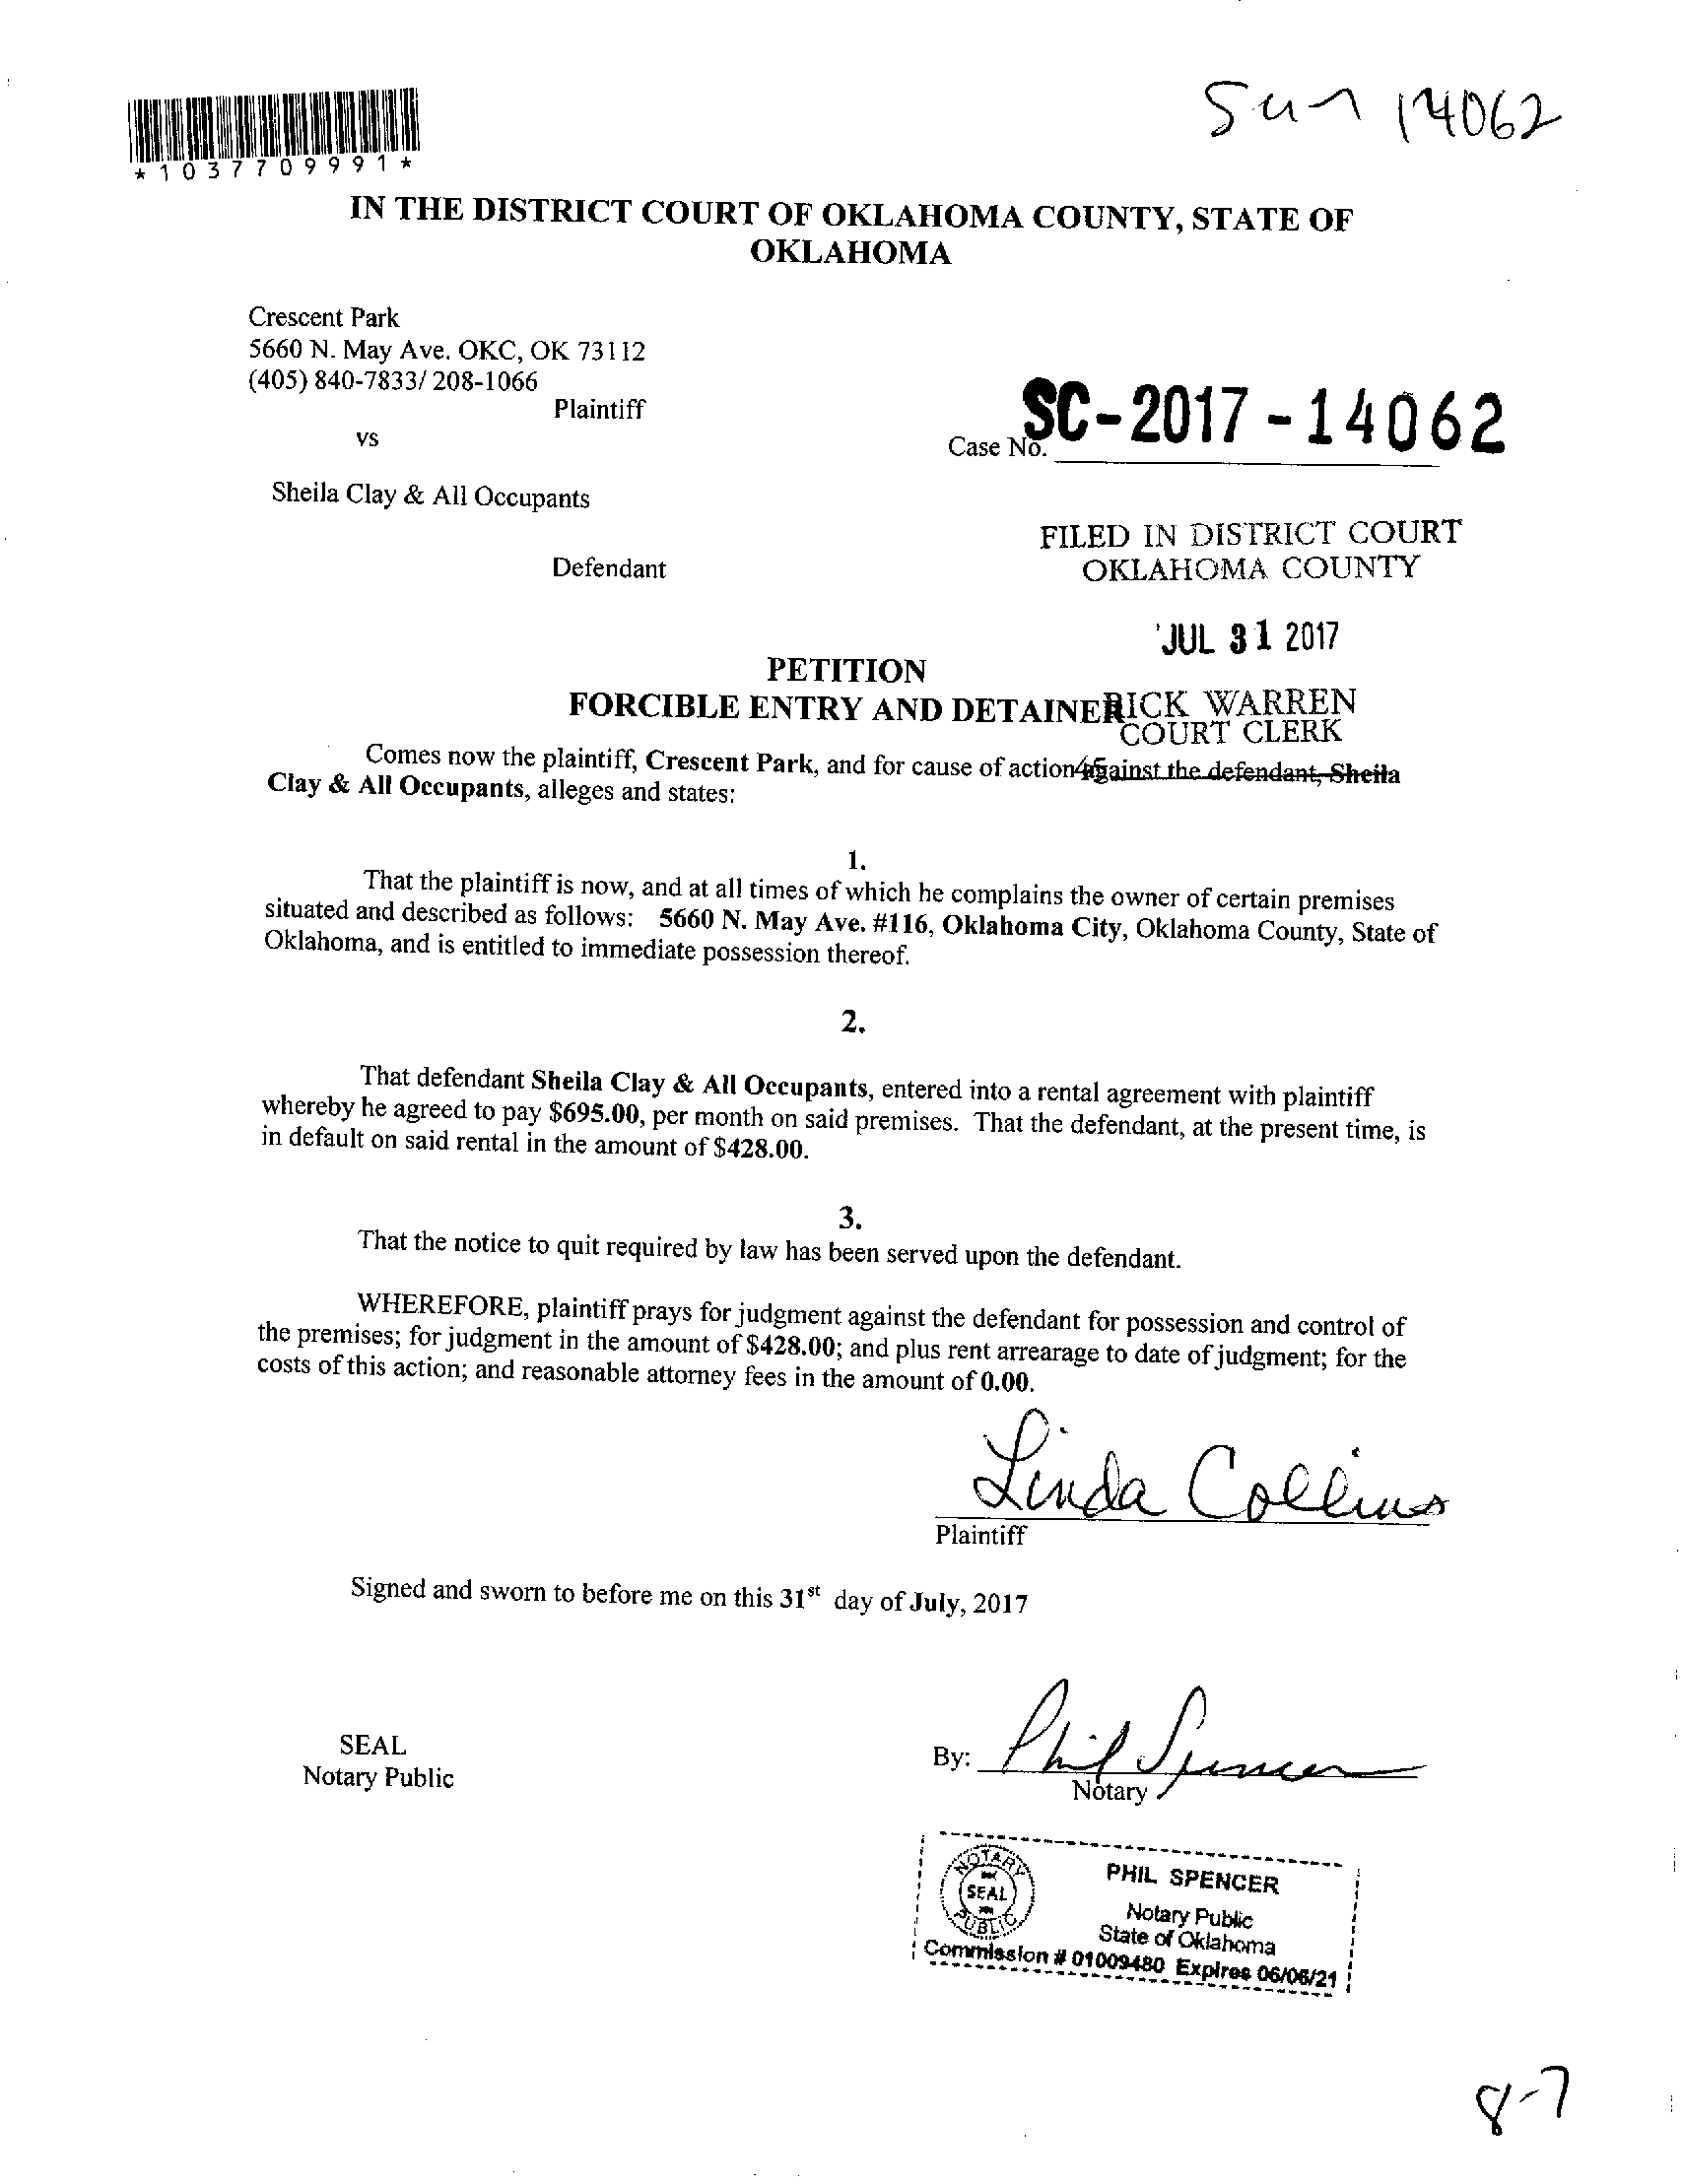 Sun 14062
*1037709991*
IN THE DISTRICT COURT OF OKLAHOMA COUNTY, STATE OF
OKLAHOMA
Crescent Park
5660 N. May Ave. OKC, OK 73112
(405) 840-7833/ 208-1066
Plaintiff
vs
Case No. SC-2017-14062
Sheila Clay & All Occupants
FILED IN DISTRICT COURT
OKLAHOMA COUNTY
Defendant
JUL 31 2017
PETITION
FORCIBLE ENTRY AND DETAINER
RICK WARREN
COURT CLERK
Comes now the plaintiff, Crescent Park, and for cause of action against the defendant, Sheila
Clay & All Occupants, alleges and states:
1.
That the plaintiff is now, and at all times of which he complains the owner of certain premises
situated and described as follows: 5660 N. May Ave. #116, Oklahoma City, Oklahoma County, State of
Oklahoma, and is entitled to immediate possession thereof.
2.
That defendant Sheila Clay & All Occupants, entered into a rental agreement with plaintiff
whereby he agreed to pay $695.00, per month on said premises. That the defendant, at the present time, is
in default on said rental in the amount of $428.00.
3.
That the notice to quit required by law has been served upon the defendant.
WHEREFORE, plaintiff prays for judgment against the defendant for possession and control of
the premises; for judgment in the amount of $428.00; and plus rent arrearage to date of judgment; for the
costs of this action; and reasonable attorney fees in the amount of 0.00.
Linda Collins
Plaintiff
Signed and sworn to before me on this 31st day of July, 2017
SEAL
Notary Public
By: Phil Spencer
Notary
NOTARY
SEAL
PUBLIC
PHIL SPENCER
Notary Public
State of Oklahoma
Commission # 01009480 Expires 06/06/21
8-7